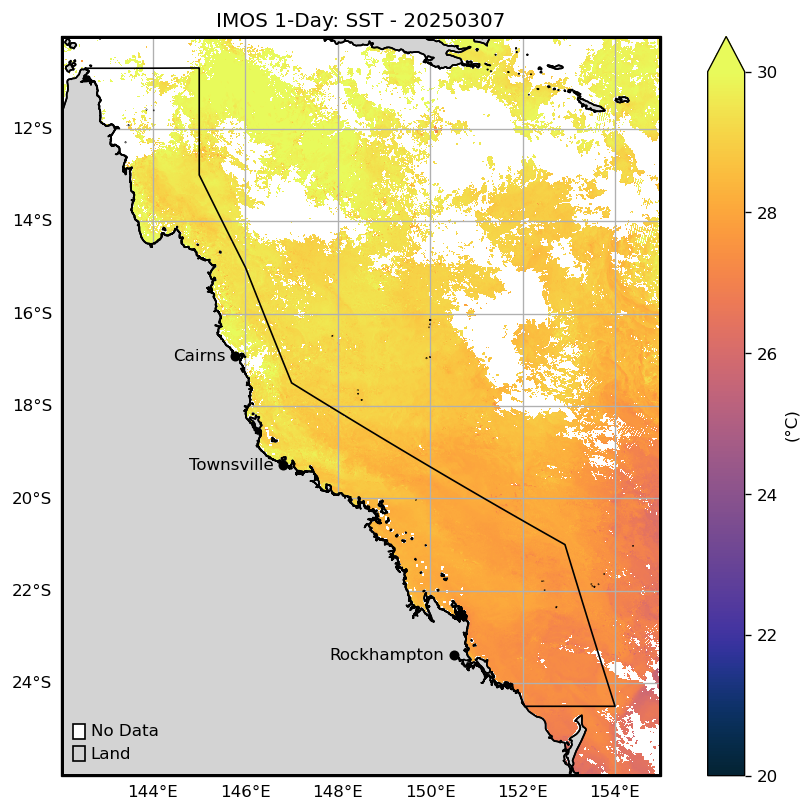 IMOS 1-Day: SST - 20250307
30
12°S
28
14°S
16°S
26
Cairns
18°S
(°C)
Townsville
24
20°S
22°S
22
Rockhampton
24°S
No Data
Land
20
144°E 146°E 148°E 150°E 152°E 154°E